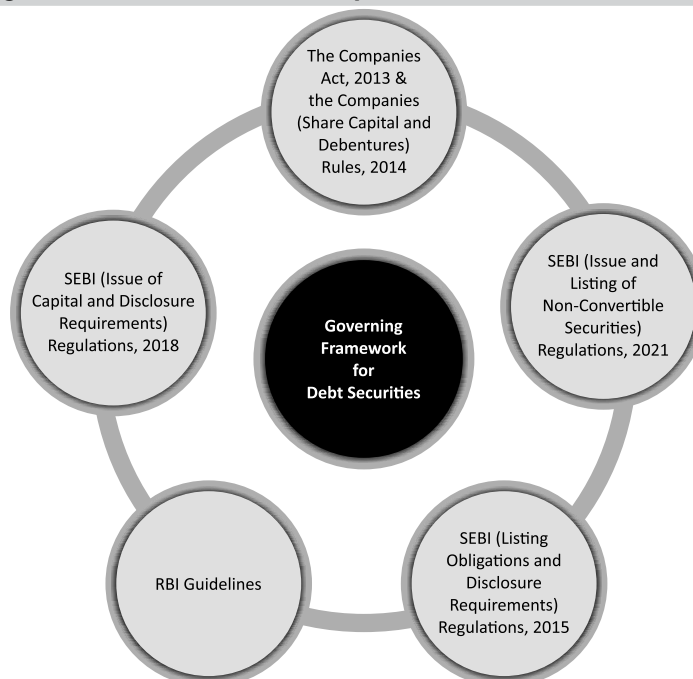 The Companies
Act, 2013 &
the Companies
(Share Capital and
Debentures)
Rules, 2014
SEBI (Issue of
Capital and Disclosure
Requirements)
Regulations, 2018
SEBI (Issue and
Listing of
Non-Convertible
Securities)
Regulations, 2021
Governing
Framework
for
Debt Securities
RBI Guidelines
SEBI (Listing
Obligations and
Disclosure
Requirements)
Regulations, 2015